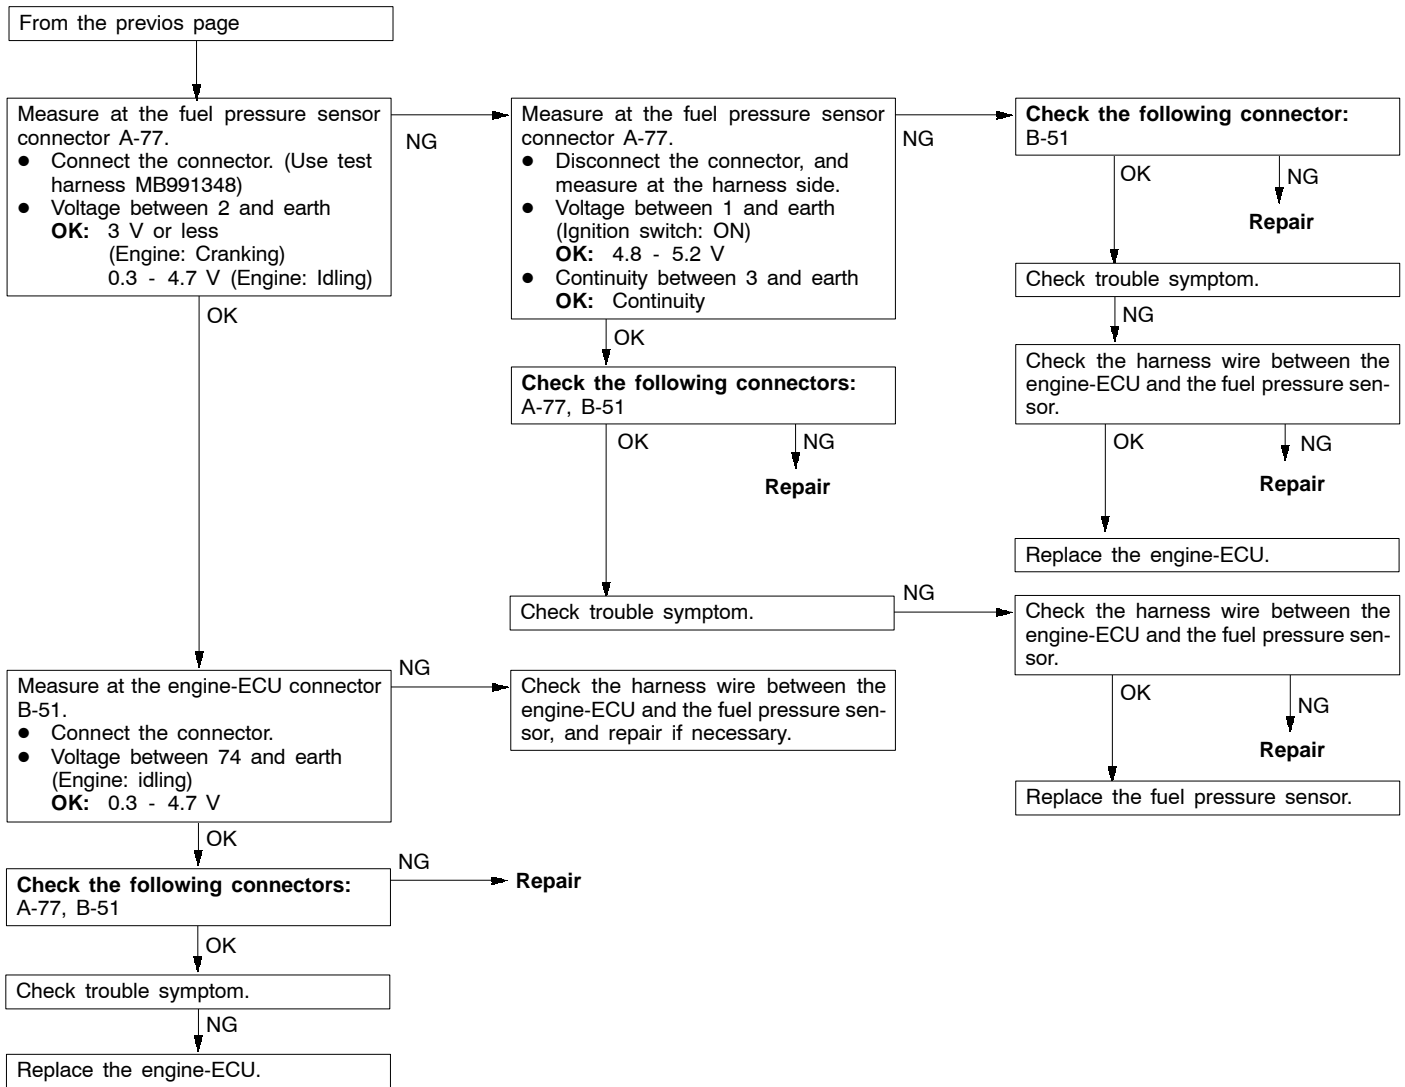 From the previos page
Measure at the fuel pressure sensor
connector A-77.
● Connect the connector. (Use test
harness MB991348)
● Voltage between 2 and earth
OK: 3 V or less
(Engine: Cranking)
0.3 - 4.7 V (Engine: Idling)
NG
OK
Measure at the fuel pressure sensor
connector A-77.
● Disconnect the connector, and
measure at the harness side.
● Voltage between 1 and earth
(Ignition switch: ON)
OK: 4.8 - 5.2 V
● Continuity between 3 and earth
OK: Continuity
NG
OK
Check the following connector:
B-51
OK
NG
Repair
Check trouble symptom.
NG
Check the harness wire between the
engine-ECU and the fuel pressure sen-
sor.
OK
NG
Repair
Replace the engine-ECU.
Check the following connectors:
A-77, B-51
OK
NG
Repair
Check trouble symptom.
NG
Check the harness wire between the
engine-ECU and the fuel pressure sen-
sor.
OK
NG
Repair
Replace the fuel pressure sensor.
Measure at the engine-ECU connector
B-51.
● Connect the connector.
● Voltage between 74 and earth
(Engine: idling)
OK: 0.3 - 4.7 V
NG
Check the harness wire between the
engine-ECU and the fuel pressure sen-
sor, and repair if necessary.
OK
Check the following connectors:
A-77, B-51
NG
Repair
OK
Check trouble symptom.
NG
Replace the engine-ECU.